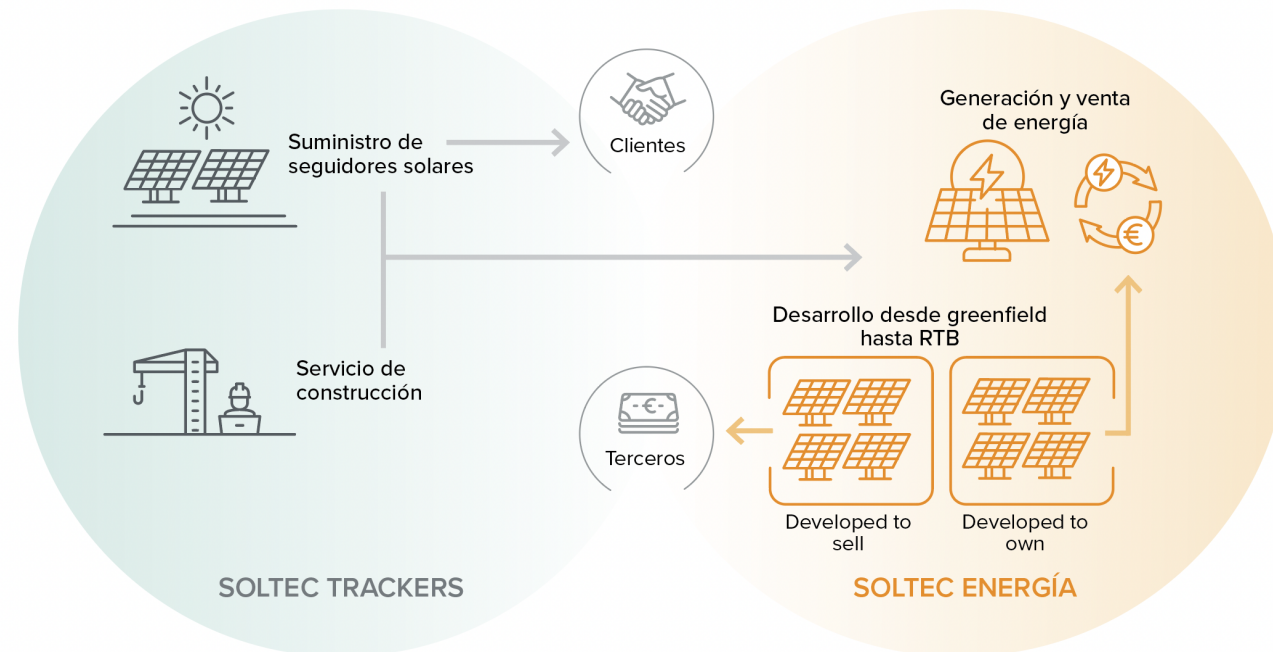 Suministro de
seguidores solares
Clientes
Generación y venta
de energía
Servicio de
construcción
Terceros
€
Desarrollo desde greenfield
hasta RTB
€
Developed to
sell
Developed to
own
SOLTEC TRACKERS
SOLTEC ENERGÍA